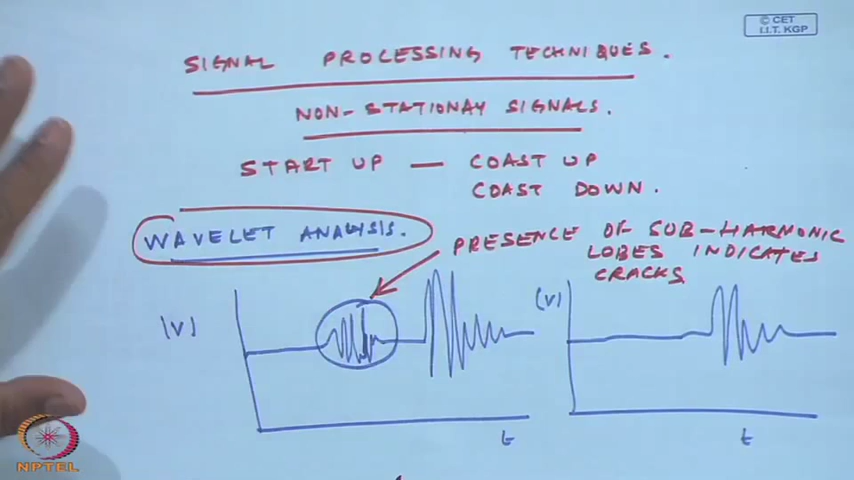 © CET
I.I.T. KGP
SIGNAL PROCESSING TECHNIQUES.
NON-STATIONAY SIGNALS.
START UP — COAST UP
COAST DOWN.
WAVELET ANALYSIS.
PRESENCE OF SUB-HARMONIC
LOBES INDICATES
CRACKS
|V|
(V)
t
t
NPTEL